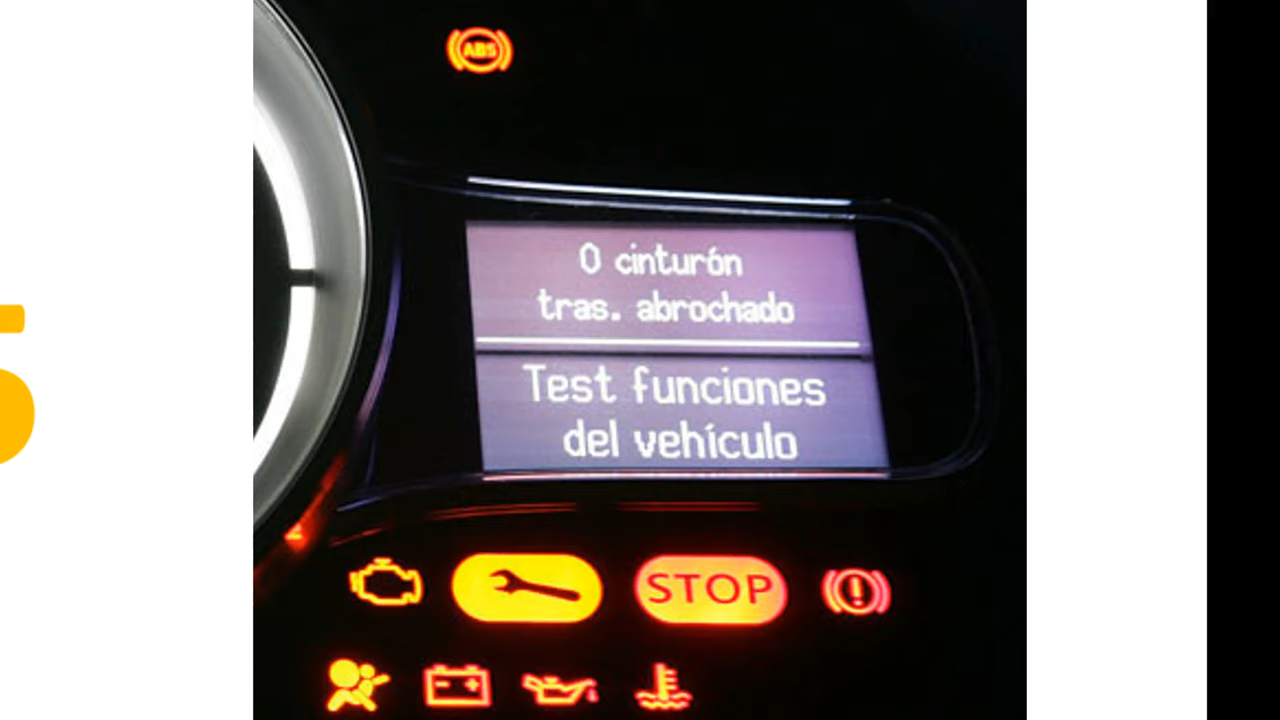 ABS
0 cinturón
tras. abrochado
Test funciones
del vehículo
STOP